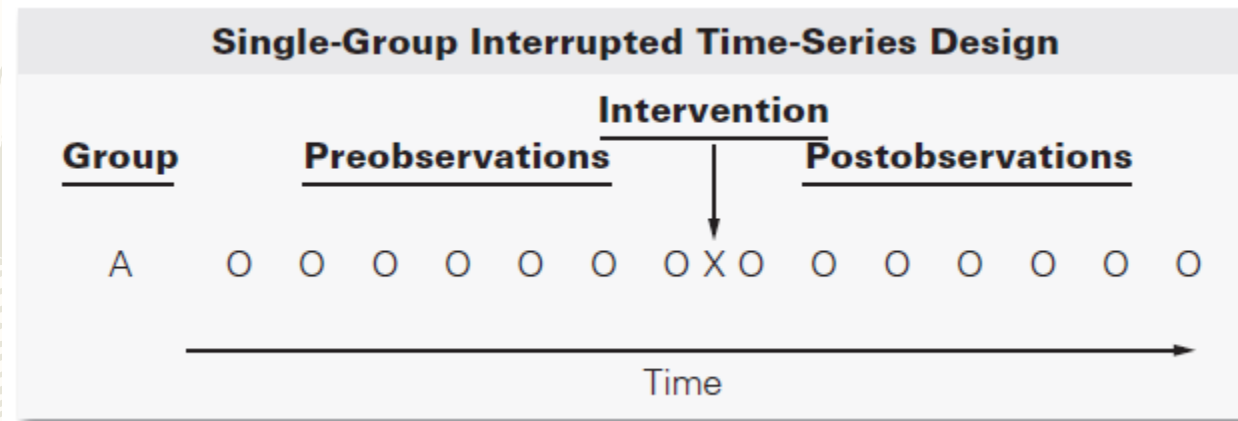 Single-Group Interrupted Time-Series Design
Intervention
Group Preobservations Postobservations
A O O O O O O O X O O O O O O O
Time